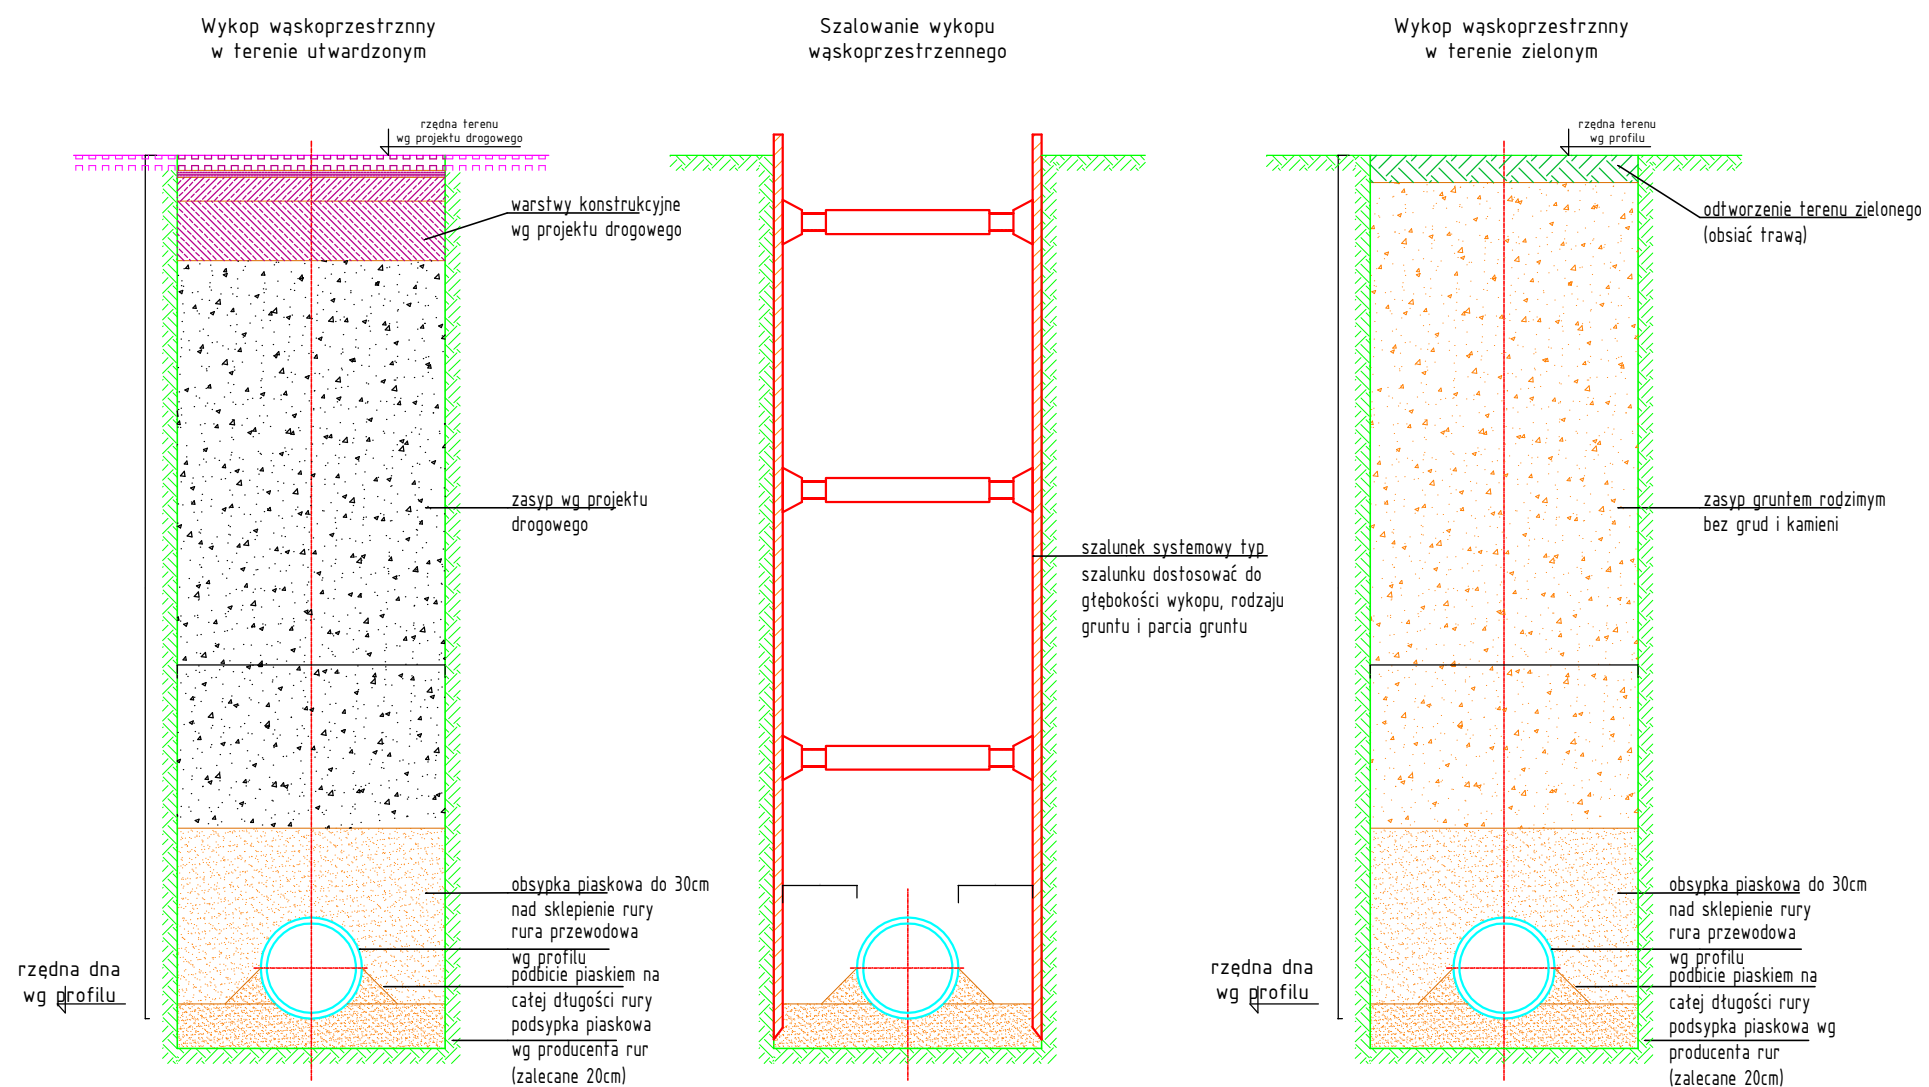 Wykop wąskoprzestrznny
w terenie utwardzonym
rzędna terenu
wg projektu drogowego
warstwy konstrukcyjne
wg projektu drogowego
zasyp wg projektu
drogowego
obsypka piaskowa do 30cm
nad sklepienie rury
rura przewodowa
wg profilu
podbicie piaskiem na
całej długości rury
podsypka piaskowa
wg producenta rur
(zalecane 20cm)
rzędna dna
wg profilu
Szalowanie wykopu
wąskoprzestrzennego
szalunek systemowy typ
szalunku dostosować do
głębokości wykopu, rodzaju
gruntu i parcia gruntu
Wykop wąskoprzestrznny
w terenie zielonym
rzędna terenu
wg profilu
odtworzenie terenu zielonego
(obsiać trawą)
zasyp gruntem rodzimym
bez grud i kamieni
obsypka piaskowa do 30cm
nad sklepienie rury
rura przewodowa
wg profilu
podbicie piaskiem na
całej długości rury
podsypka piaskowa wg
producenta rur
(zalecane 20cm)
rzędna dna
wg profilu